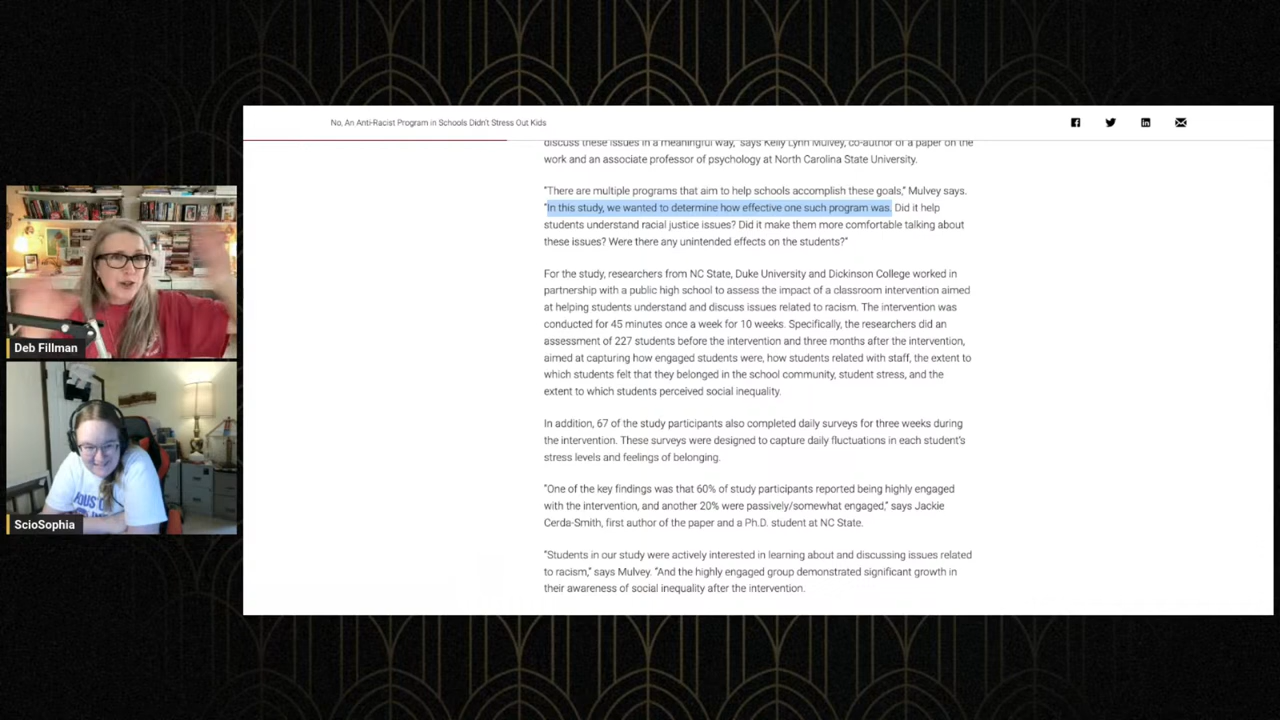 No, An Anti-Racist Program in Schools Didn't Stress Out Kids
discuss these issues in a meaningful way," says Kelly Lynn Mulvey, co-author of a paper on the
work and an associate professor of psychology at North Carolina State University.
"There are multiple programs that aim to help schools accomplish these goals," Mulvey says.
"In this study, we wanted to determine how effective one such program was. Did it help
students understand racial justice issues? Did it make them more comfortable talking about
these issues? Were there any unintended effects on the students?"
For the study, researchers from NC State, Duke University and Dickinson College worked in
partnership with a public high school to assess the impact of a classroom intervention aimed
at helping students understand and discuss issues related to racism. The intervention was
conducted for 45 minutes once a week for 10 weeks. Specifically, the researchers did an
assessment of 227 students before the intervention and three months after the intervention,
aimed at capturing how engaged students were, how students related with staff, the extent to
which students felt that they belonged in the school community, student stress, and the
extent to which students perceived social inequality.
In addition, 67 of the study participants also completed daily surveys for three weeks during
the intervention. These surveys were designed to capture daily fluctuations in each student's
stress levels and feelings of belonging.
"One of the key findings was that 60% of study participants reported being highly engaged
with the intervention, and another 20% were passively/somewhat engaged," says Jackie
Cerda-Smith, first author of the paper and a Ph.D. student at NC State.
"Students in our study were actively interested in learning about and discussing issues related
to racism," says Mulvey. "And the highly engaged group demonstrated significant growth in
their awareness of social inequality after the intervention.
Deb Fillman
ScioSophia